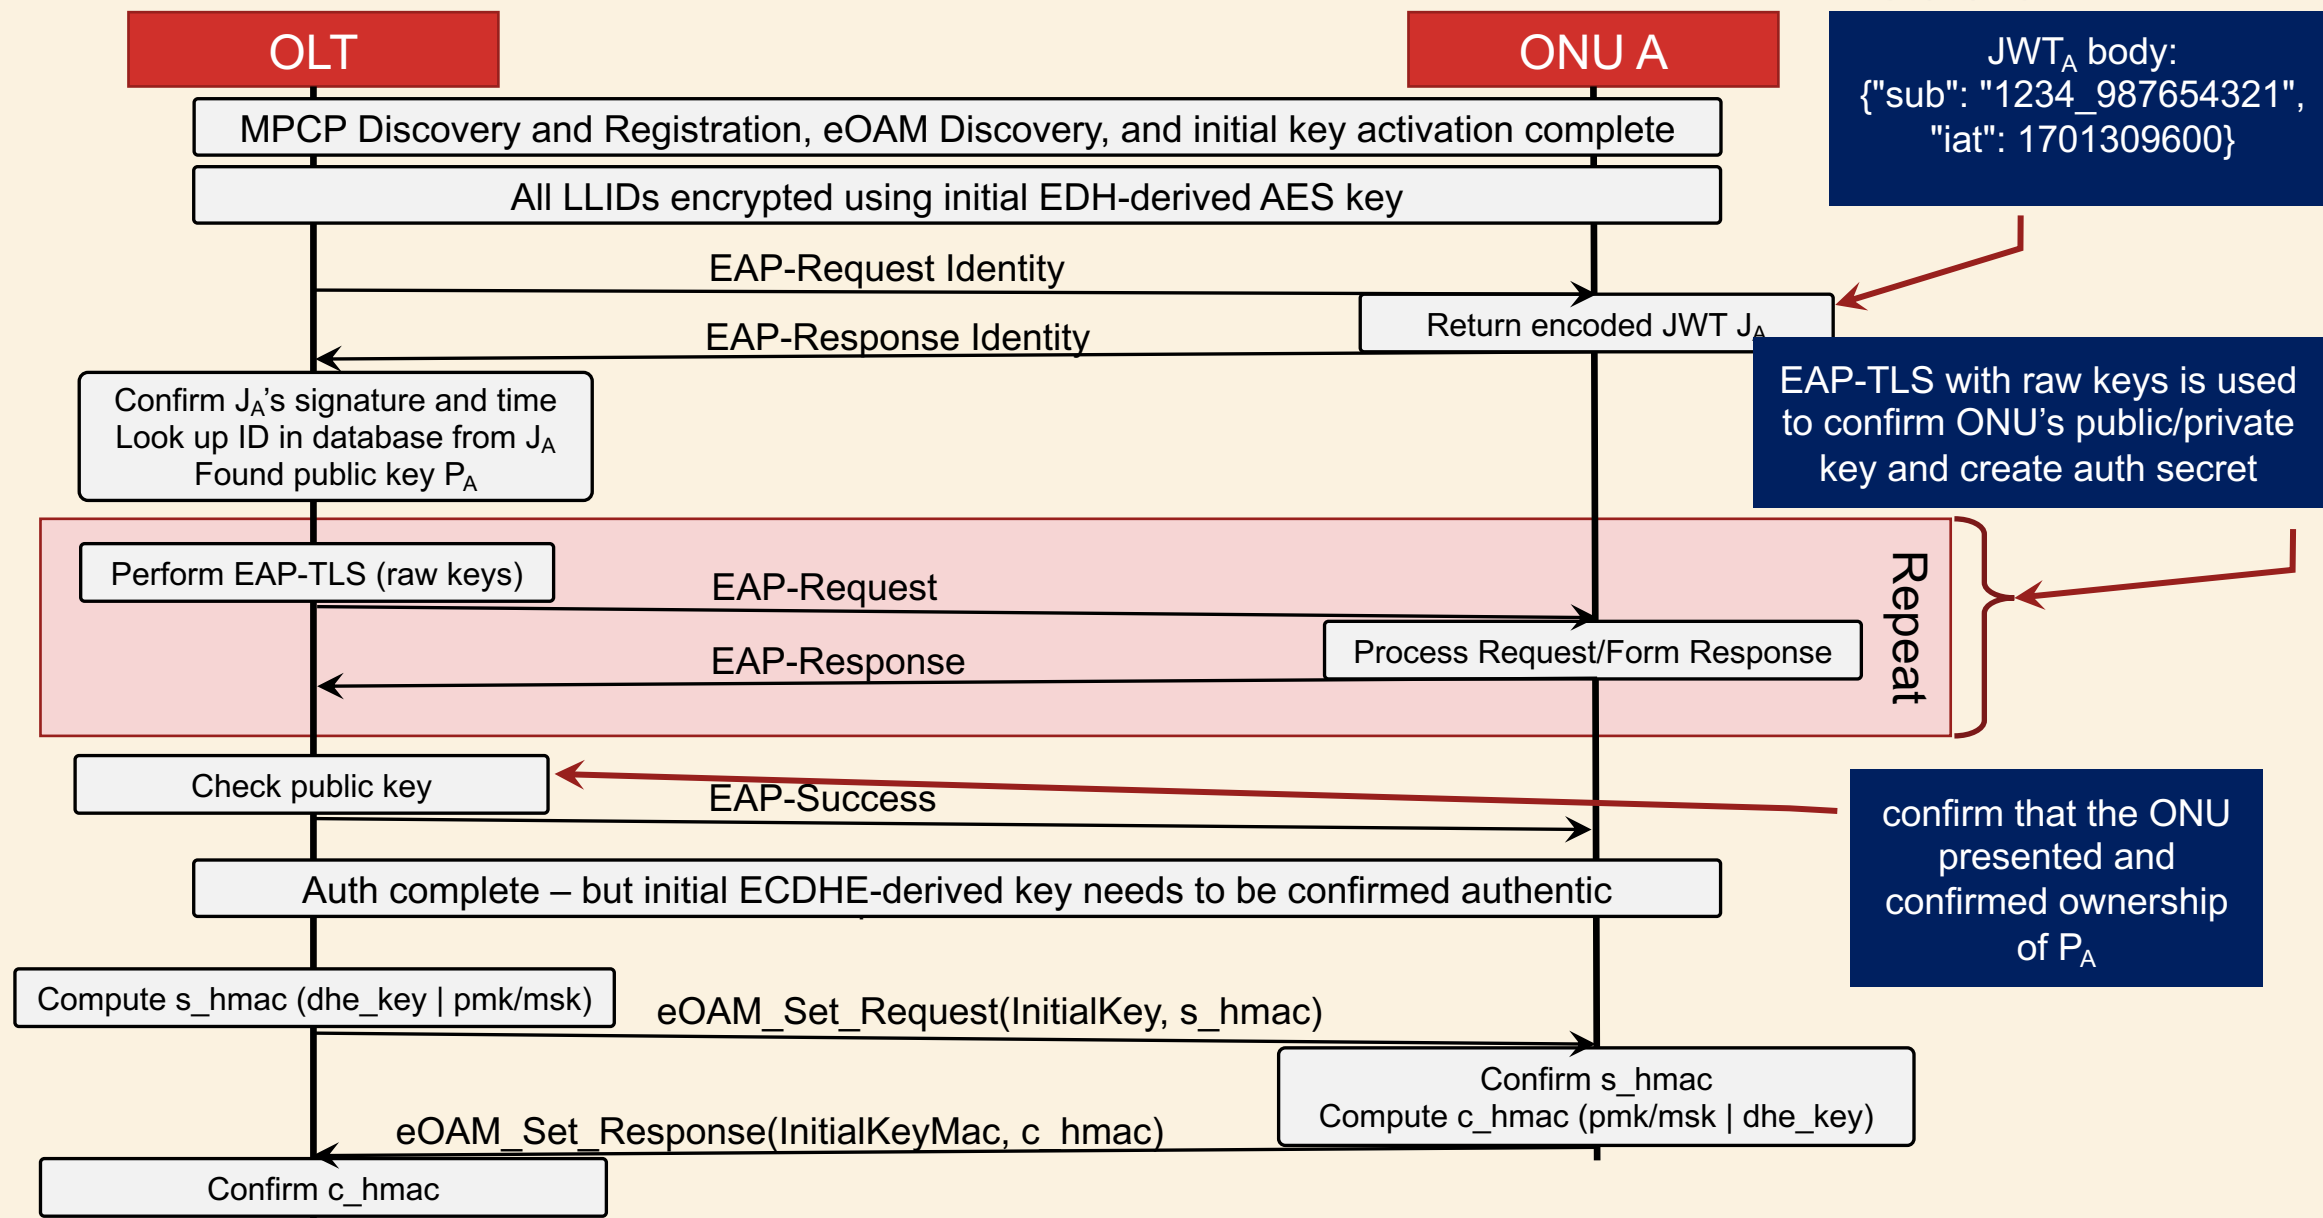 OLT
ONU A
JWTA body:
{"sub": "1234_987654321",
"iat": 1701309600}
MPCP Discovery and Registration, eOAM Discovery, and initial key activation complete
All LLIDs encrypted using initial EDH-derived AES key
EAP-Request Identity
Return encoded JWT JA
EAP-Response Identity
EAP-TLS with raw keys is used
to confirm ONU’s public/private
key and create auth secret
Confirm JA’s signature and time
Look up ID in database from JA
Found public key PA
Perform EAP-TLS (raw keys)
EAP-Request
Process Request/Form Response
EAP-Response
Repeat
Check public key
EAP-Success
confirm that the ONU
presented and
confirmed ownership
of PA
Auth complete – but initial ECDHE-derived key needs to be confirmed authentic
Compute s_hmac (dhe_key | pmk/msk)
eOAM_Set_Request(InitialKey, s_hmac)
Confirm s_hmac
Compute c_hmac (pmk/msk | dhe_key)
eOAM_Set_Response(InitialKeyMac, c_hmac)
Confirm c_hmac